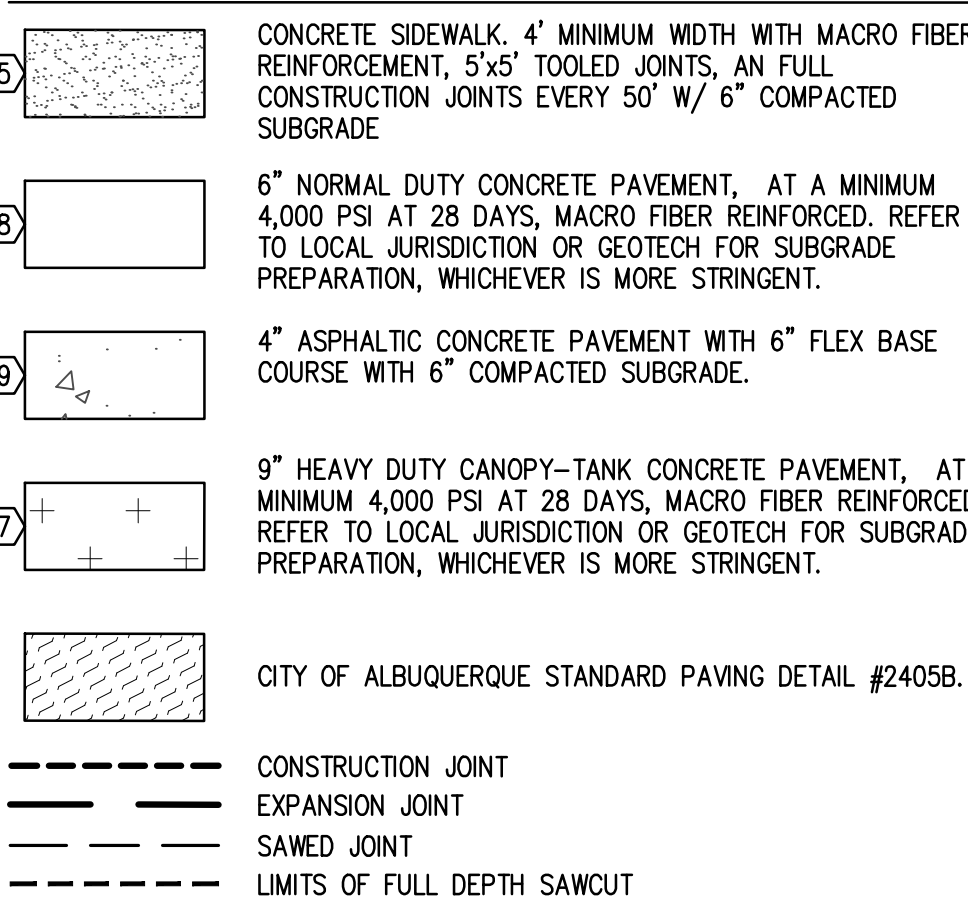 5
CONCRETE SIDEWALK. 4' MINIMUM WIDTH WITH MACRO FIBER
REINFORCEMENT, 5'x5' TOOLED JOINTS, AN FULL
CONSTRUCTION JOINTS EVERY 50' W/ 6" COMPACTED
SUBGRADE
8
6" NORMAL DUTY CONCRETE PAVEMENT, AT A MINIMUM
4,000 PSI AT 28 DAYS, MACRO FIBER REINFORCED. REFER
TO LOCAL JURISDICTION OR GEOTECH FOR SUBGRADE
PREPARATION, WHICHEVER IS MORE STRINGENT.
9
4" ASPHALTIC CONCRETE PAVEMENT WITH 6" FLEX BASE
COURSE WITH 6" COMPACTED SUBGRADE.
7
9" HEAVY DUTY CANOPY-TANK CONCRETE PAVEMENT, AT
MINIMUM 4,000 PSI AT 28 DAYS, MACRO FIBER REINFORCED
REFER TO LOCAL JURISDICTION OR GEOTECH FOR SUBGRAD
PREPARATION, WHICHEVER IS MORE STRINGENT.
CITY OF ALBUQUERQUE STANDARD PAVING DETAIL #2405B.
CONSTRUCTION JOINT
EXPANSION JOINT
SAWED JOINT
LIMITS OF FULL DEPTH SAWCUT